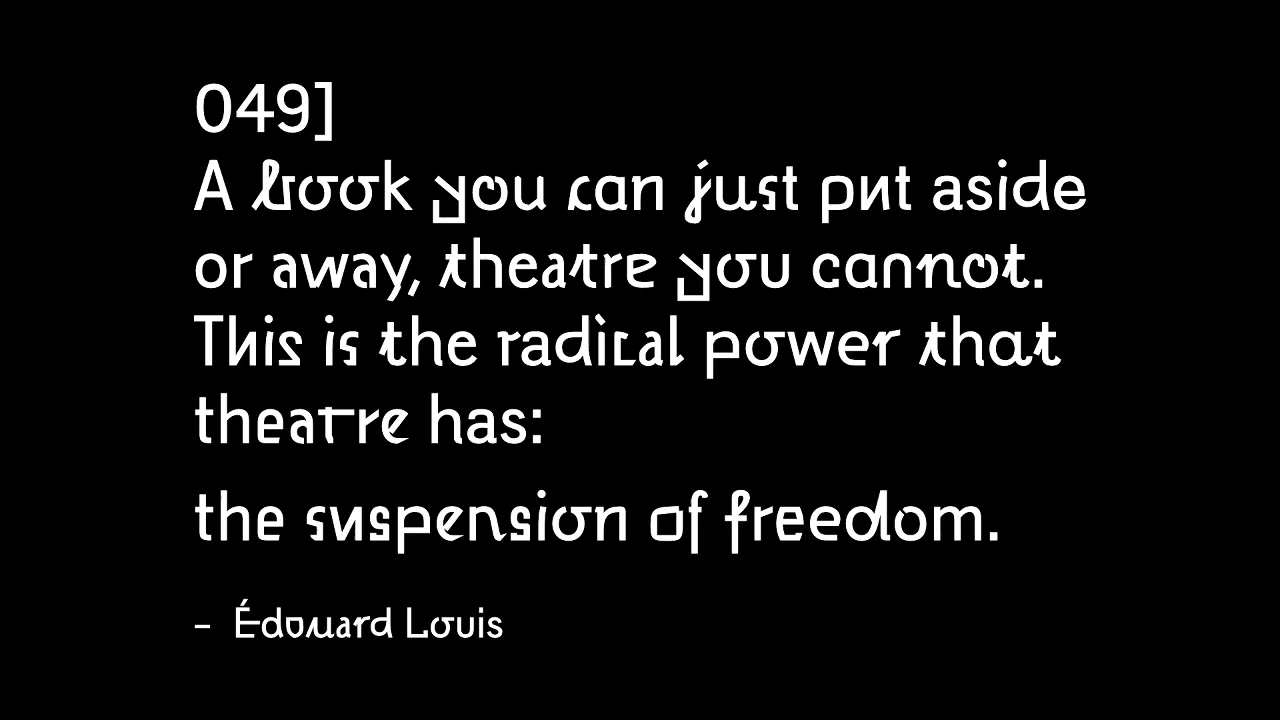 049]
A book you can just put aside
or away, theatre you cannot.
This is the radical power that
theatre has:
the suspension of freedom.
– Édouard Louis